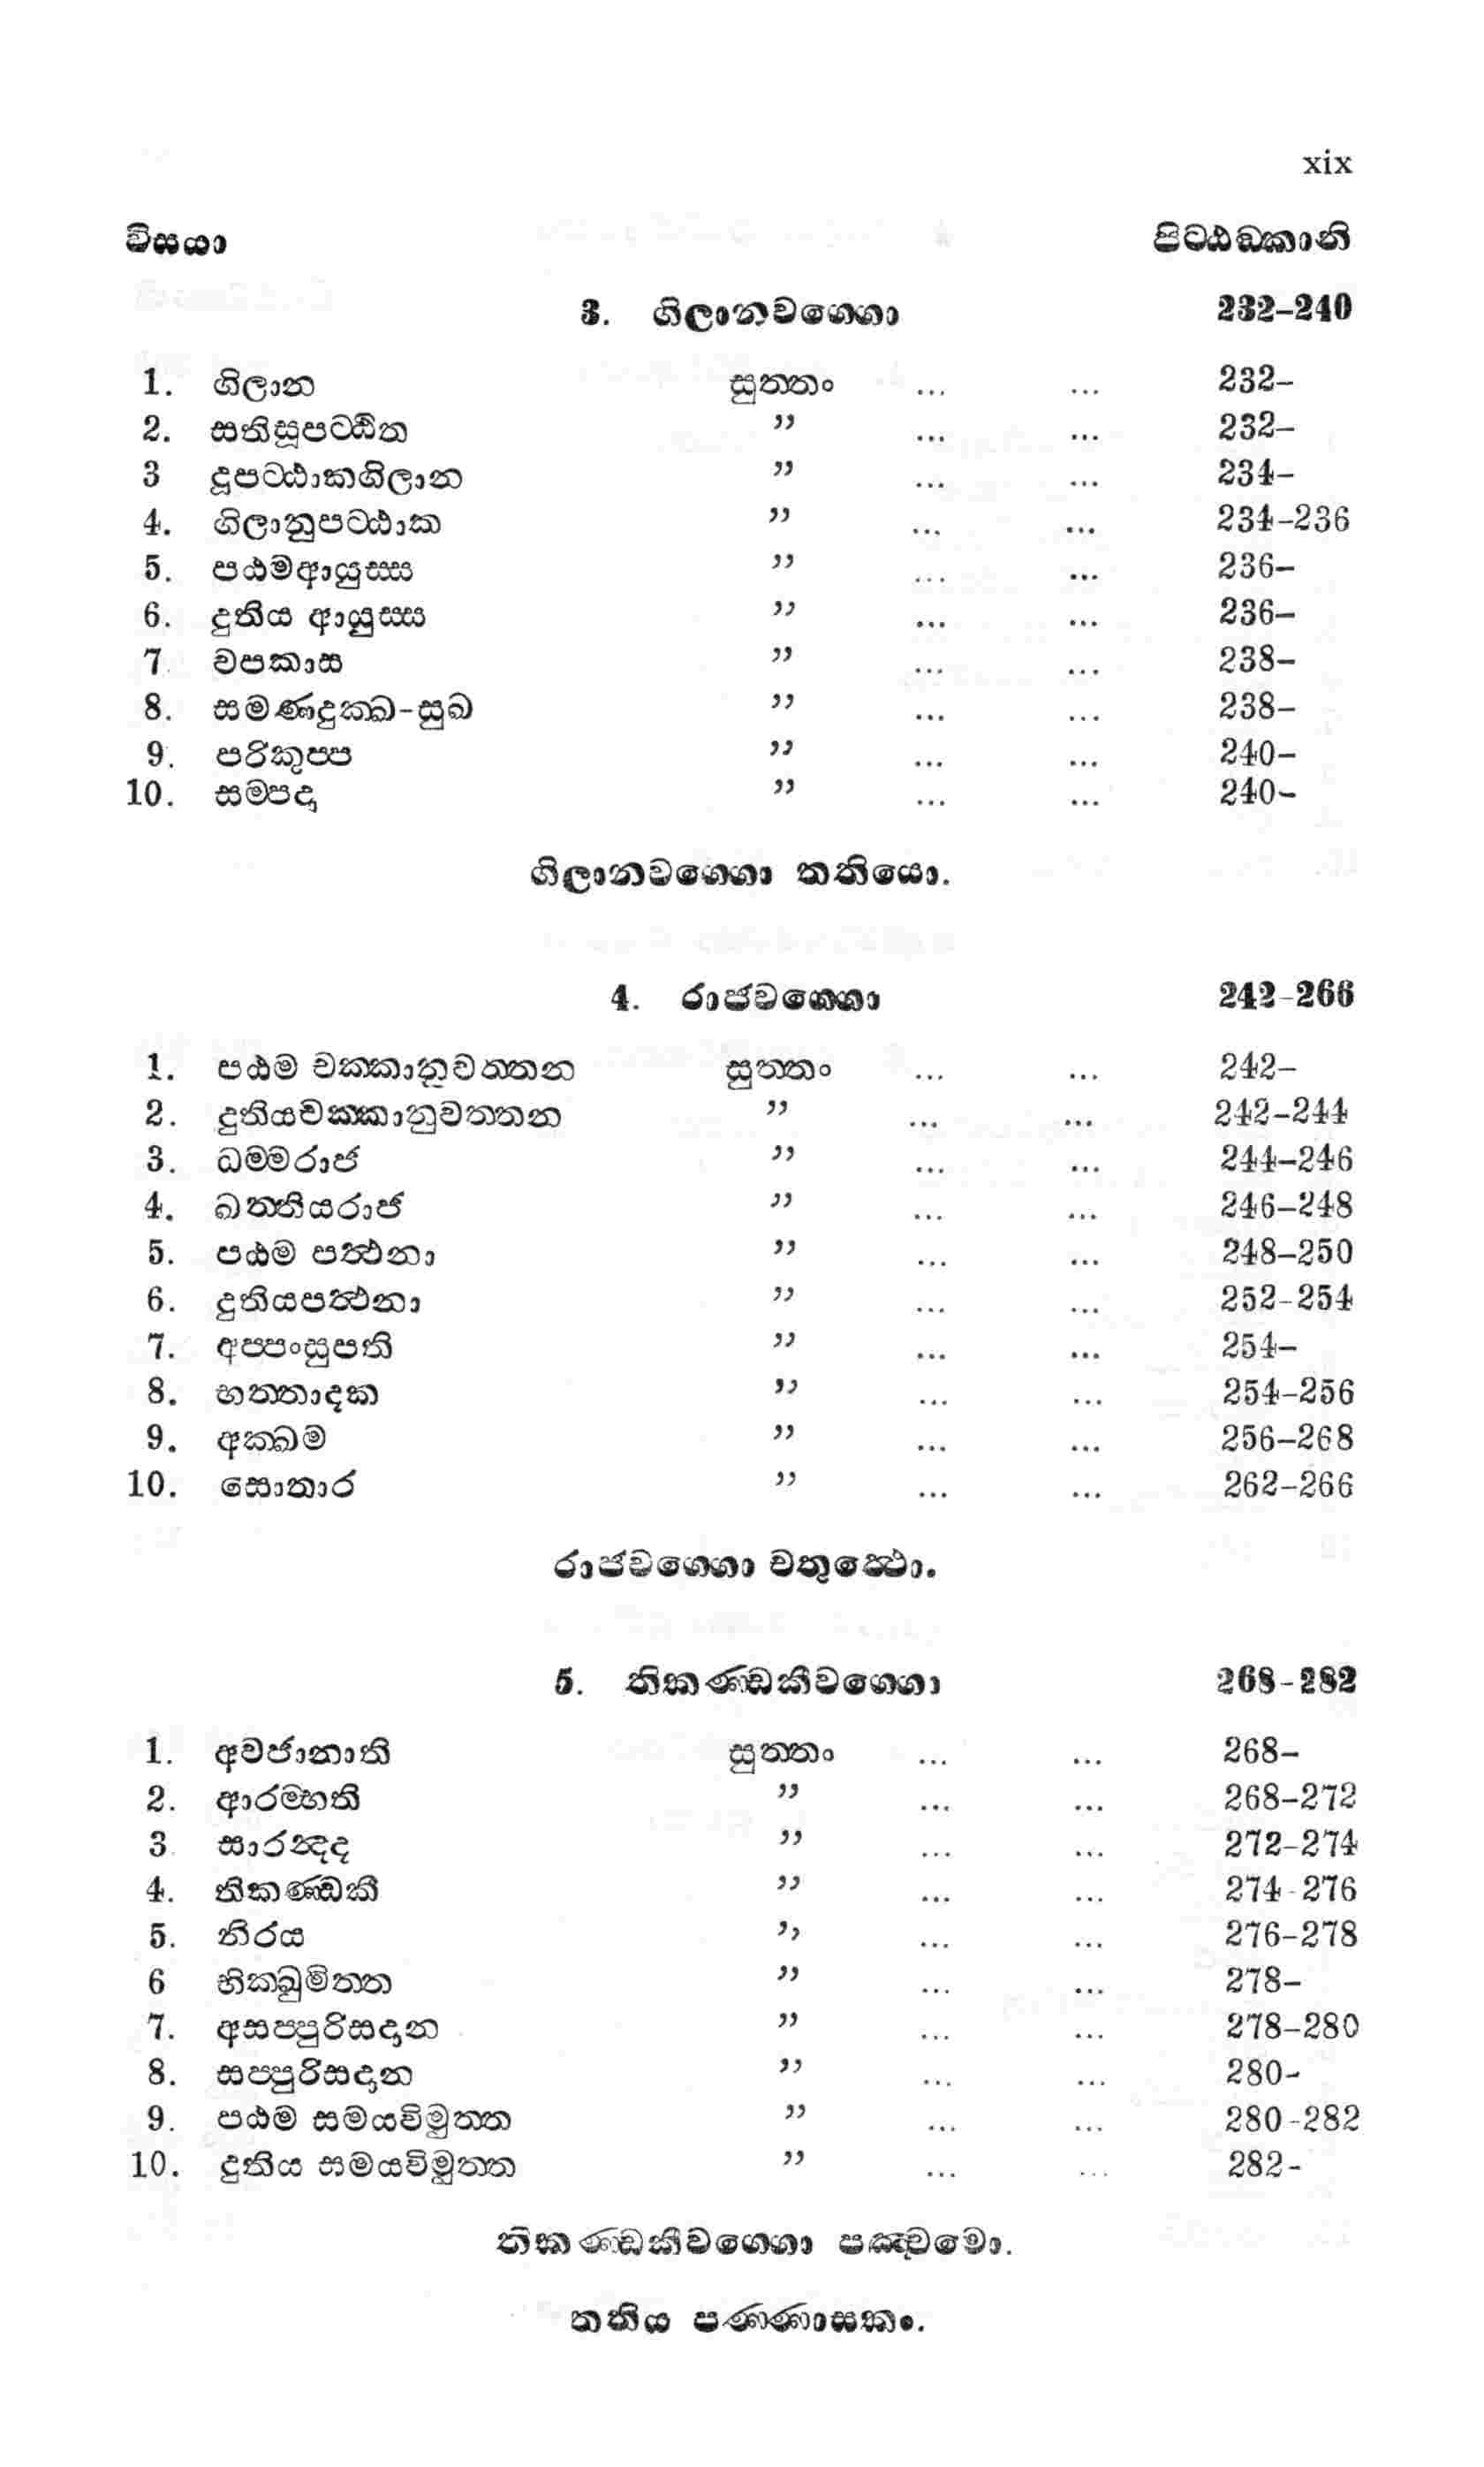 xix
විසයා පිට්ඨඞ්කානි
3. ගිලානවග්ගො 232–240
1. ගිලාන සුත්තං ... ... 232–
2. සතිසූපට්ඨිත ” ... ... 232–
3 දූපට්ඨාකගිලාන ” ... ... 234–
4. ගිලානුපට්ඨාක ” ... ... 234–236
5. පඨමආයුස්ස ” ... ... 236–
6. දුතිය ආයුස්ස ” ... ... 236–
7. වපකාස ” ... ... 238–
8. සමණදුක්ඛ-සුඛ ” ... ... 238–
9. පරිකුප්ප ” ... ... 240–
10. සම්පදා ” ... ... 240–
ගිලානවග්ගො තතියො.
4. රාජවග්ගො 242–266
1. පඨම චක්කානුවත්තන සුත්තං ... ... 242–
2. දුතියචක්කානුවත්තන ” ... ... 242–244
3. ධම්මරාජ ” ... ... 244–246
4. ඛත්තියරාජ ” ... ... 246–248
5. පඨම පත්ථනා ” ... ... 248–250
6. දුතියපත්ථනා ” ... ... 252–254
7. අප්පංසුපති ” ... ... 254–
8. භත්තාදක ” ... ... 254–256
9. අක්ඛම ” ... ... 256–268
10. සොතාර ” ... ... 262–266
රාජවග්ගො චතුත්ථො.
5. තිකණ්ඩකීවග්ගො 268–282
1. අවජානාති සුත්තං ... ... 268–
2. ආරම්භති ” ... ... 268–272
3. සාරන්දද ” ... ... 272–274
4. තිකණ්ඩකී ” ... ... 274–276
5. නිරය ” ... ... 276–278
6 භික්ඛුමිත්ත ” ... ... 278–
7. අසප්පුරිසදාන ” ... ... 278–280
8. සප්පුරිසදාන ” ... ... 280–
9. පඨම සමයවිමුත්ත ” ... ... 280–282
10. දුතිය සමයවිමුත්ත ” ... ... 282–
තිකණ්ඩකීවග්ගො පඤ්චමො.
තතිය පණ්ණාසකං.